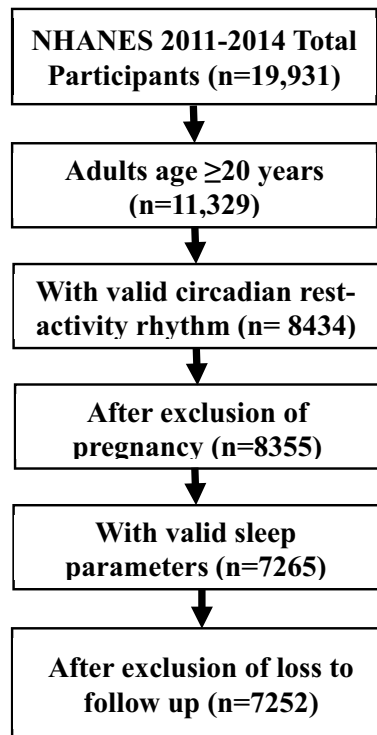 NHANES 2011-2014 Total
Participants (n=19,931)
Adults age ≥20 years
(n=11,329)
With valid circadian rest-
activity rhythm (n= 8434)
After exclusion of
pregnancy (n=8355)
With valid sleep
parameters (n=7265)
After exclusion of loss to
follow up (n=7252)